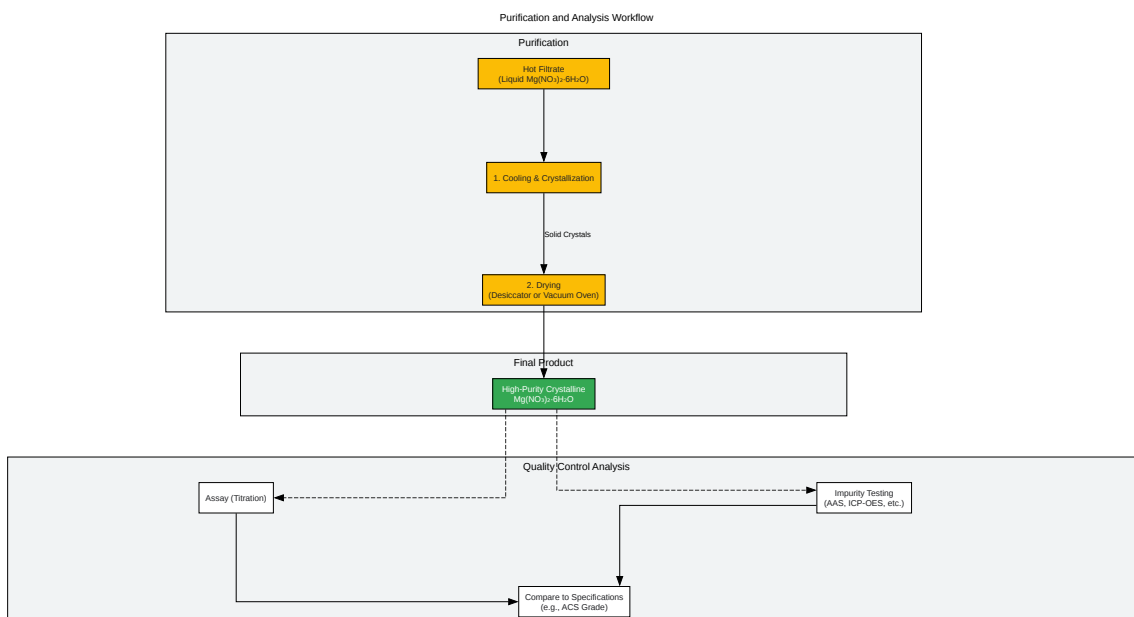 Purification and Analysis Workflow
Purification
Hot Filtrate
(Liquid Mg(NO₃)₂·6H₂O)
1. Cooling & Crystallization
Solid Crystals
2. Drying
(Desiccator or Vacuum Oven)
Final Product
High-Purity Crystalline
Mg(NO₃)₂·6H₂O
Quality Control Analysis
Assay (Titration)
Impurity Testing
(AAS, ICP-OES, etc.)
Compare to Specifications
(e.g., ACS Grade)